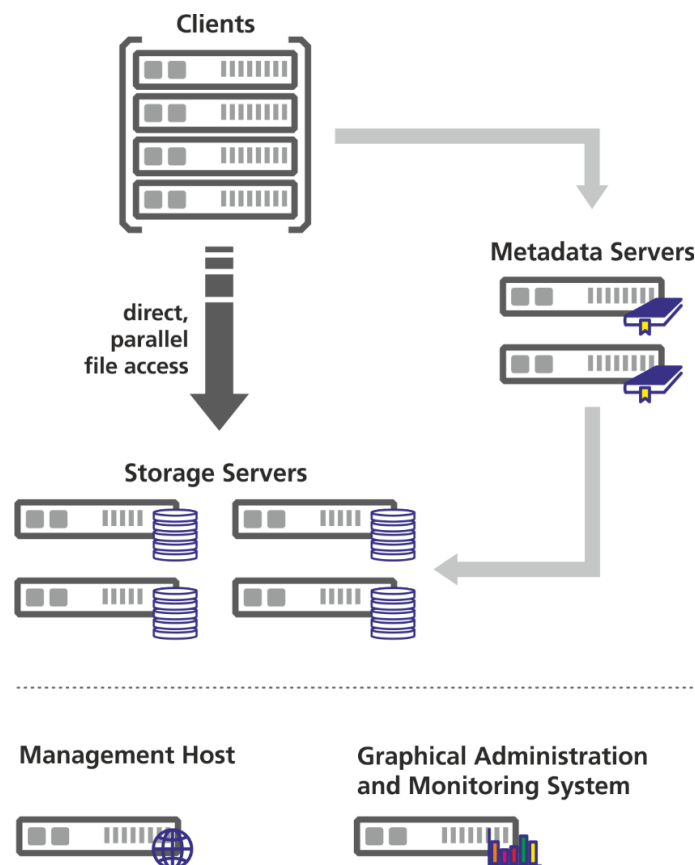 Clients
Metadata Servers
direct,
parallel
file access
Storage Servers
Management Host
Graphical Administration
and Monitoring System